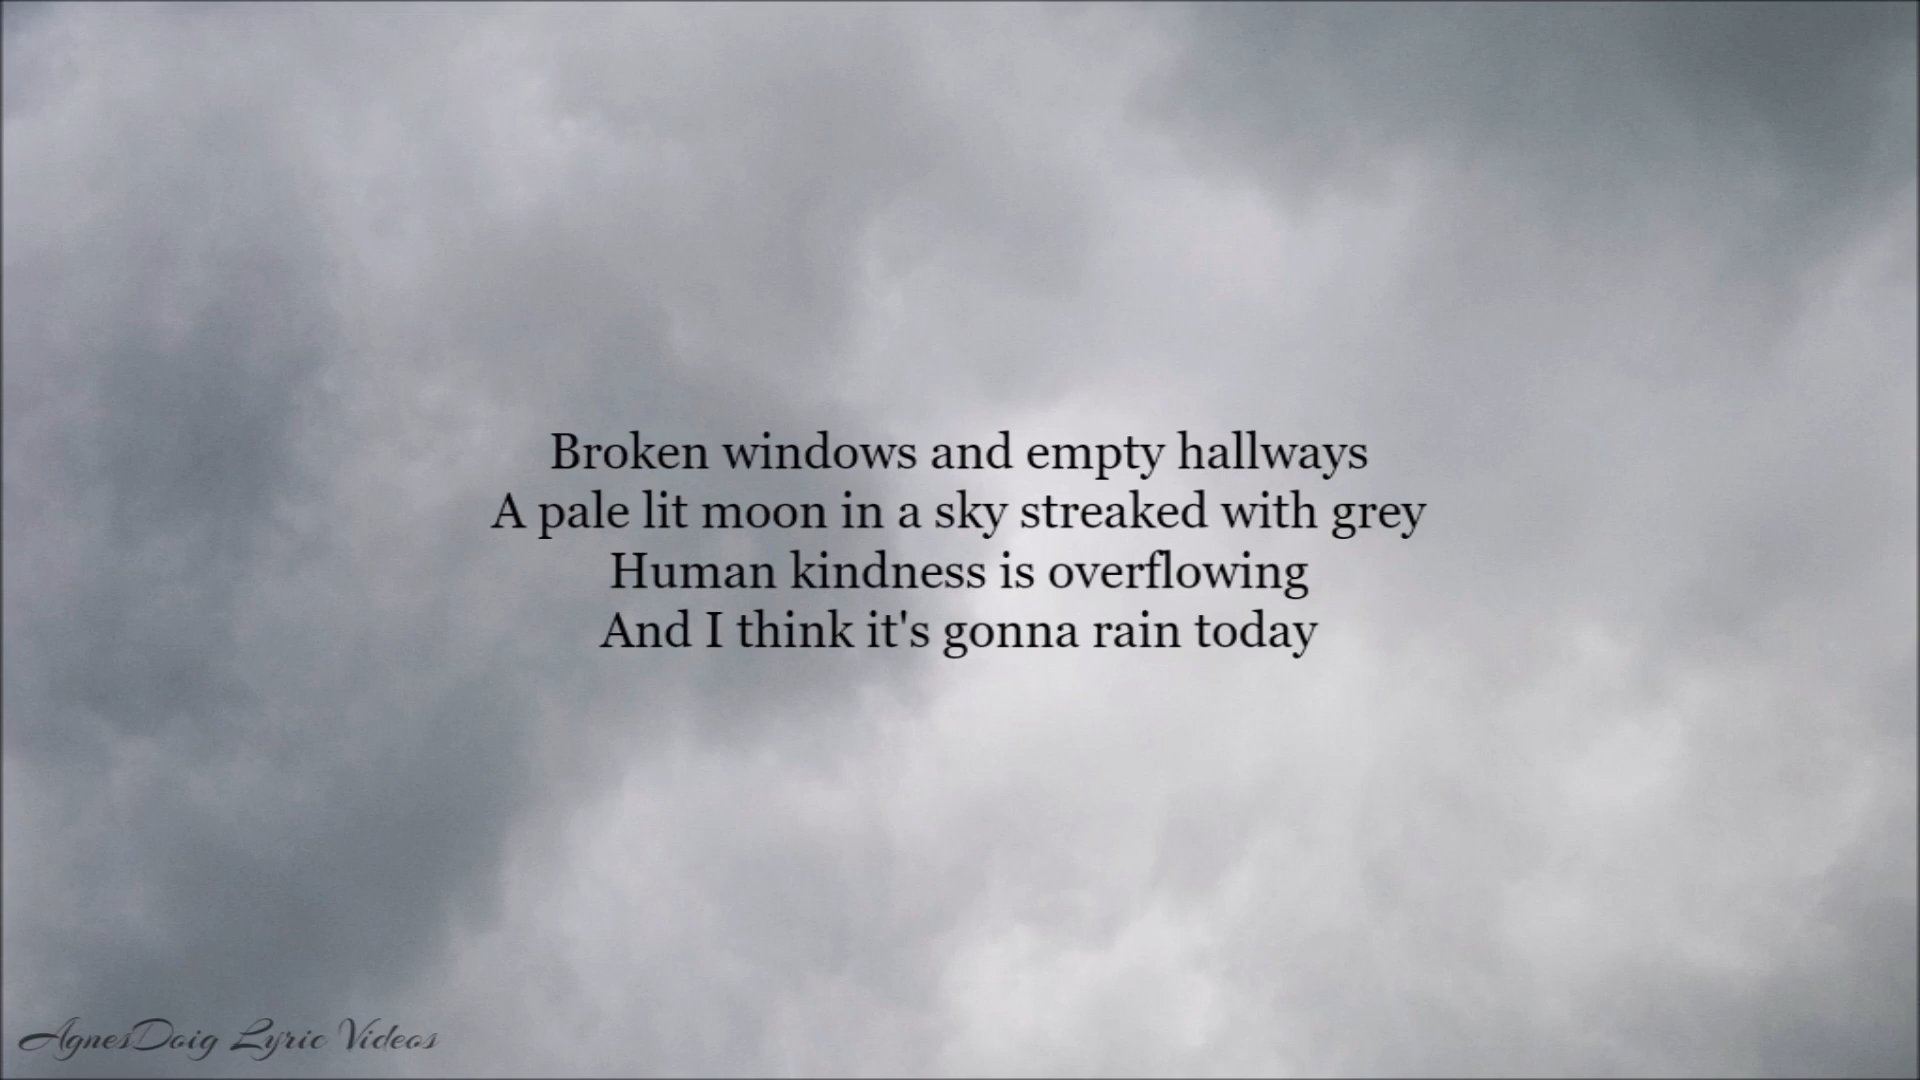 Broken windows and empty hallways
A pale lit moon in a sky streaked with grey
Human kindness is overflowing
And I think it's gonna rain today
AgnesDoig Lyric Videos